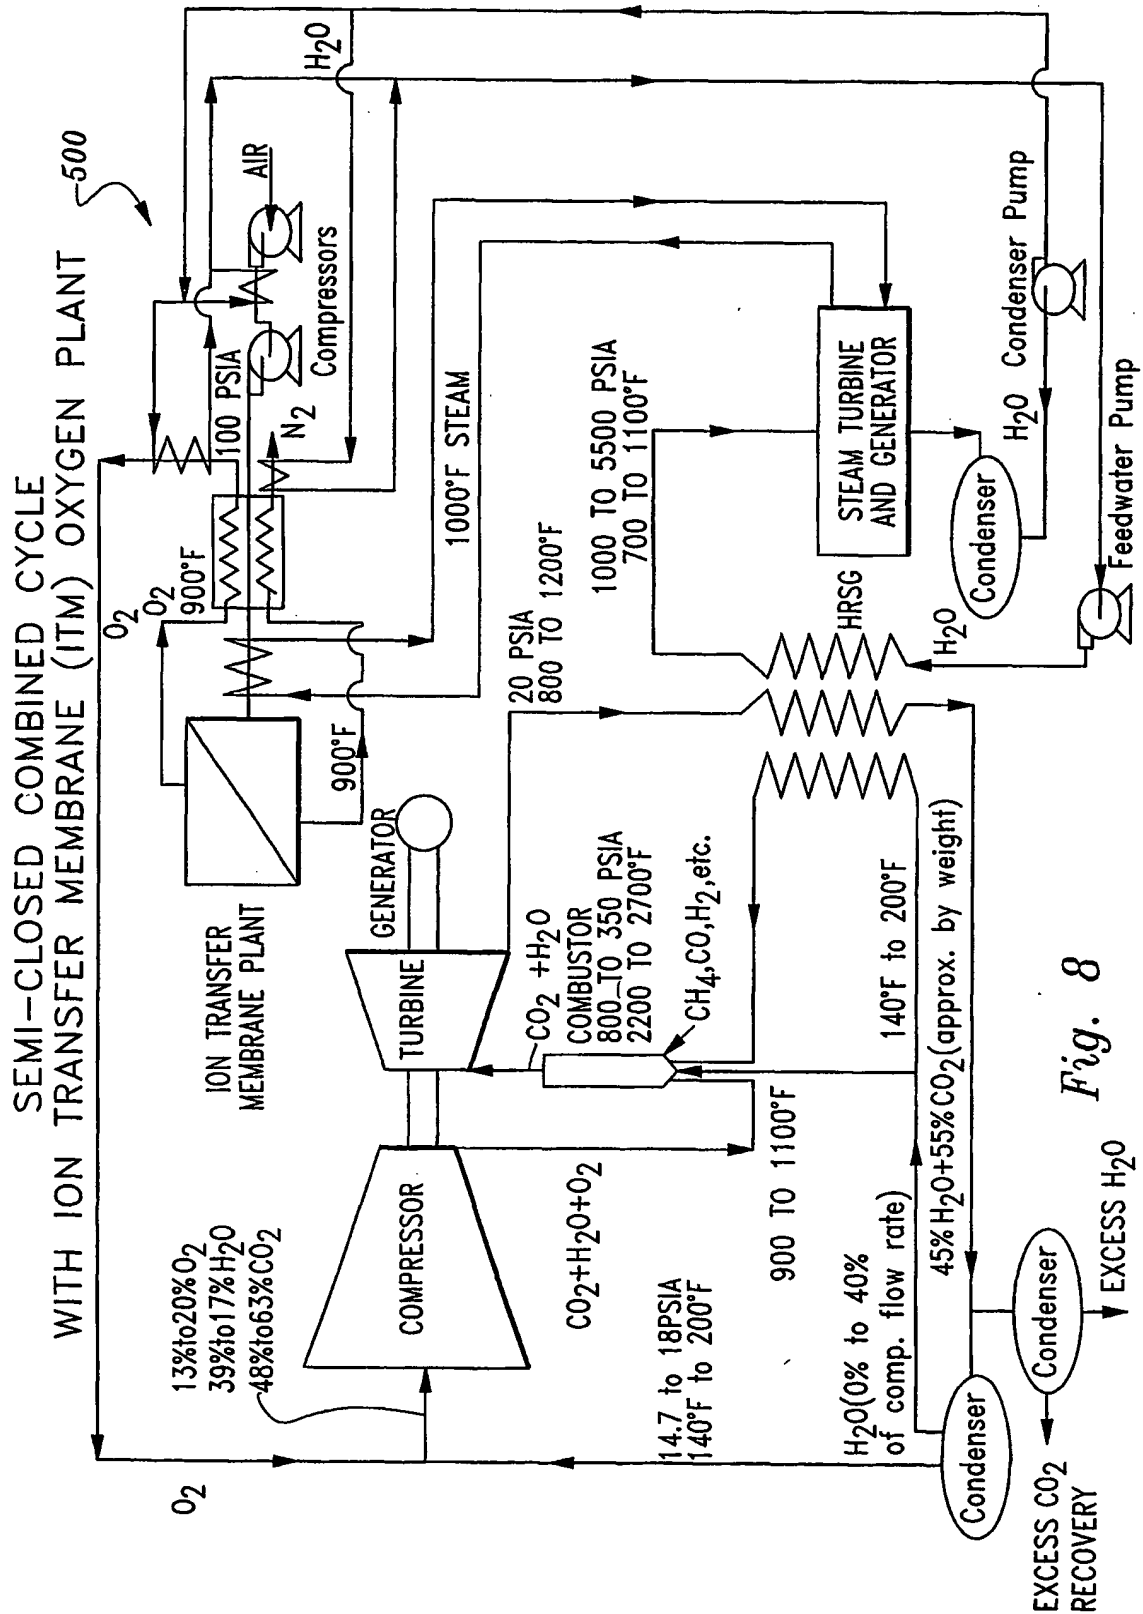 SEMI-CLOSED COMBINED CYCLE
WITH ION TRANSFER MEMBRANE (ITM) OXYGEN PLANT
500
O2
13%to20%O2
39%to17%H2O
48%to63%CO2
COMPRESSOR
TURBINE
GENERATOR
ION TRANSFER
MEMBRANE PLANT
900°F
O2
O2
900°F
100 PSIA
N2
AIR
Compressors
H2O
1000°F STEAM
CO2+H2O+O2
CO2 +H2O
COMBUSTOR
800 TO 350 PSIA
2200 TO 2700°F
CH4,CO,H2,etc.
20 PSIA
800 TO 1200°F
1000 TO 5500 PSIA
700 TO 1100°F
STEAM TURBINE
AND GENERATOR
14.7 to 18PSIA
140°F to 200°F
900 TO 1100°F
HRSG
H2O(0% to 40%
of comp. flow rate)
140°F to 200°F
45%H2O+55%CO2(approx. by weight)
H2O
Condenser
H2O Condenser Pump
Feedwater Pump
Condenser
Condenser
EXCESS CO2
RECOVERY
EXCESS H2O
Fig. 8